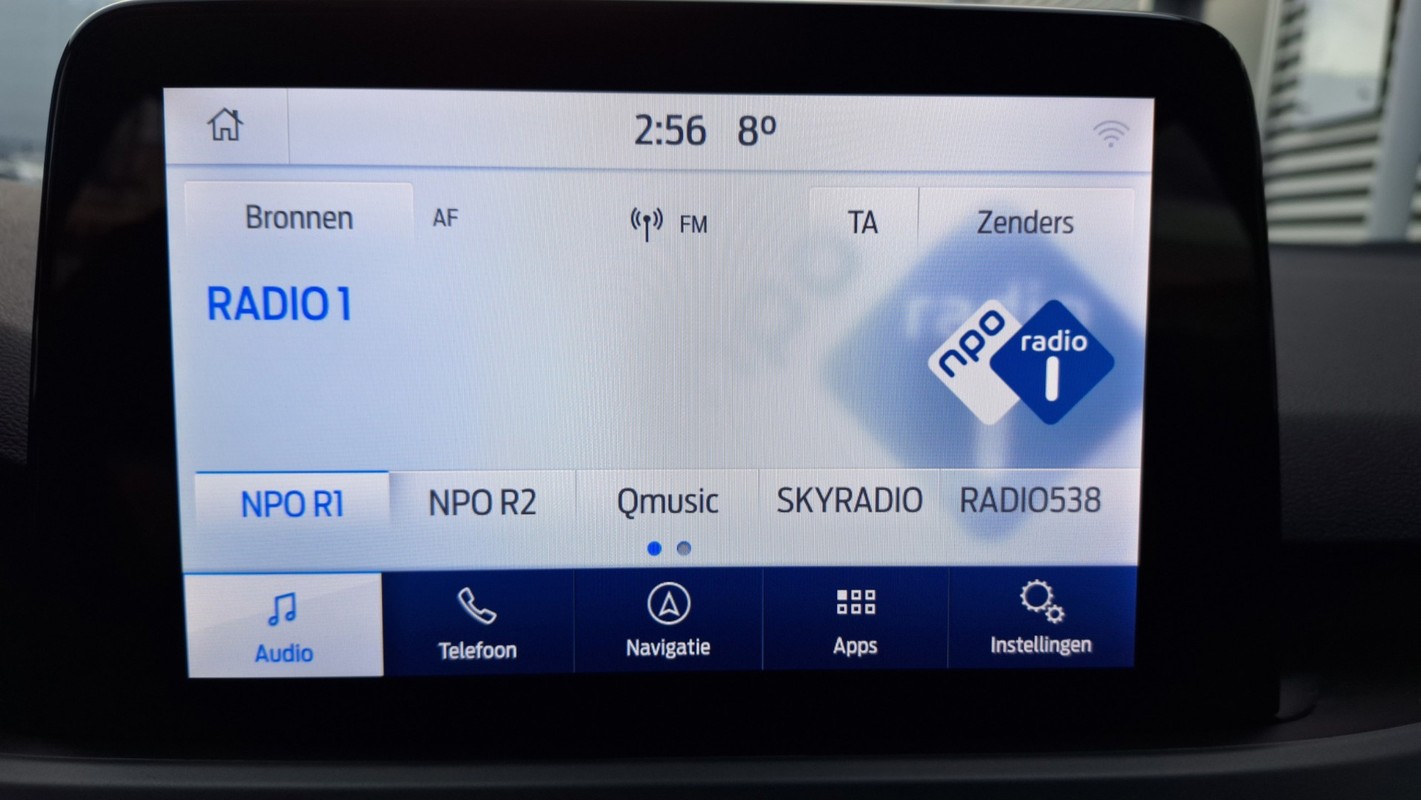 2:56 8º
Bronnen AF FM TA Zenders
RADIO 1
npo radio 1
NPO R1 NPO R2 Qmusic SKYRADIO RADIO538
Audio Telefoon Navigatie Apps Instellingen